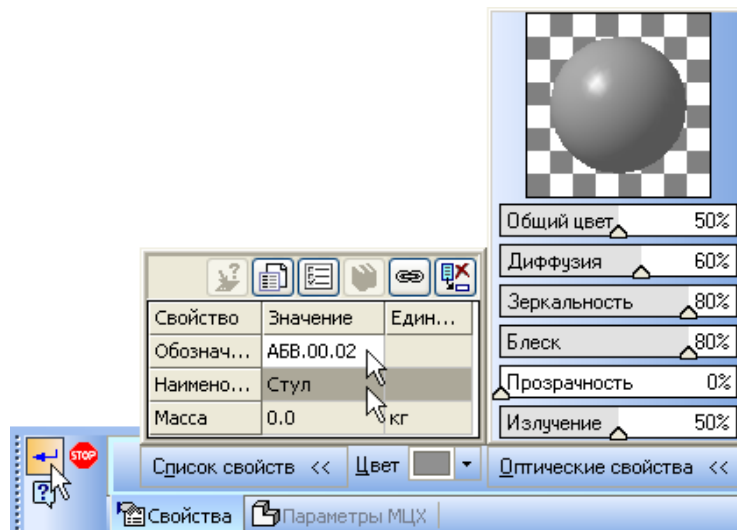 Общий цвет 50%
Диффузия 60%
Зеркальность 80%
Блеск 80%
Прозрачность 0%
Излучение 50%
Свойство Значение Един...
Обознач... АБВ.00.02
Наимено... Стул
Масса 0.0 кг
STOP
Список свойств << Цвет Оптические свойства <<
Свойства Параметры МЦХ